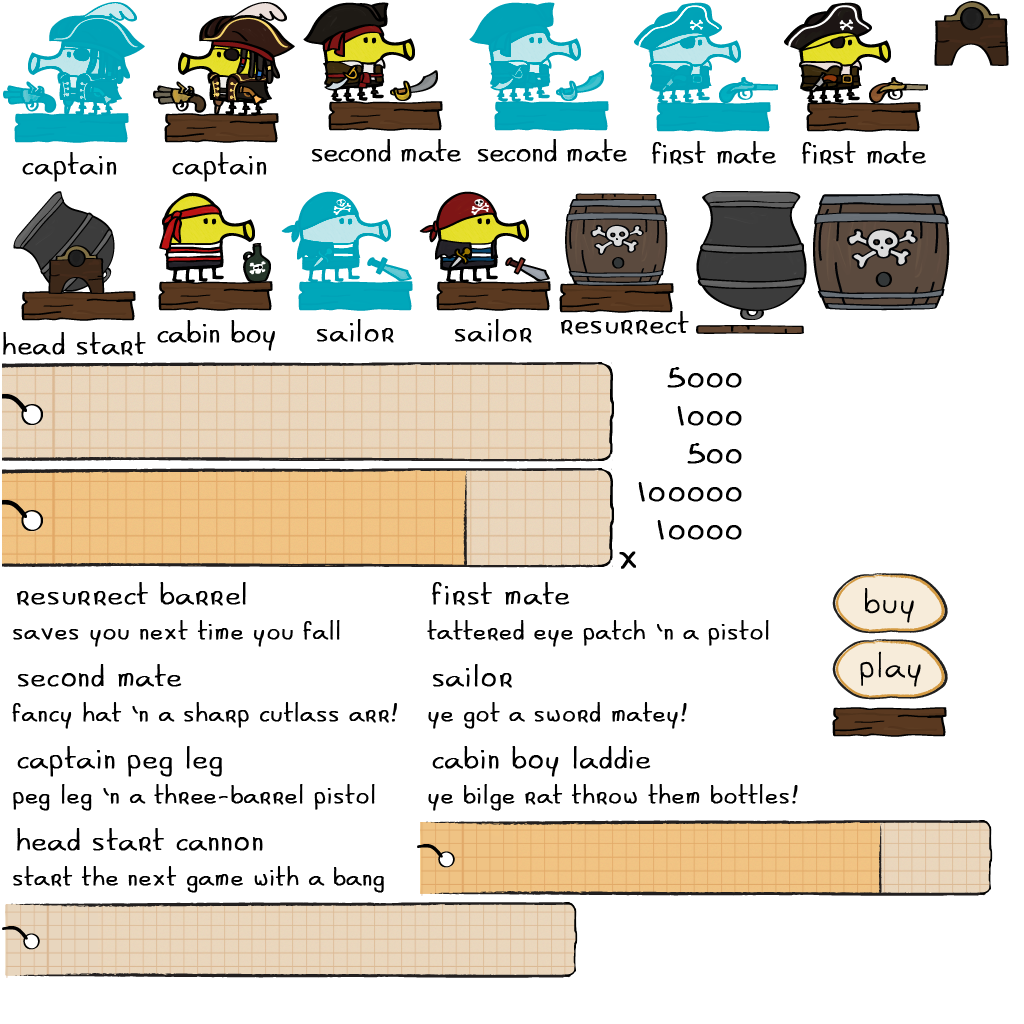 captain
captain
second mate
second mate
first mate
first mate
head start
cabin boy
sailor
sailor
resurrect
5000
1000
500
100000
10000
x
resurrect barrel
saves you next time you fall
second mate
fancy hat 'n a sharp cutlass arr!
captain peg leg
peg leg 'n a three-barrel pistol
head start cannon
start the next game with a bang
first mate
tattered eye patch 'n a pistol
sailor
ye got a sword matey!
cabin boy laddie
ye bilge rat throw them bottles!
buy
play